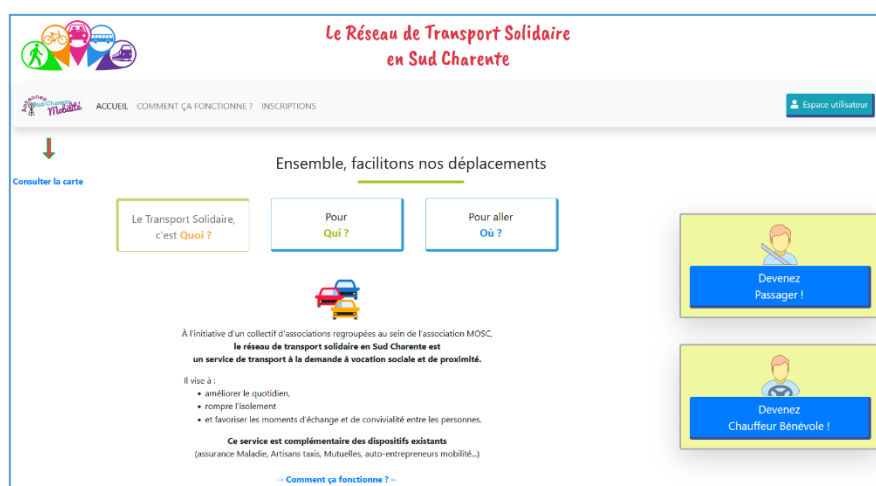 Le Réseau de Transport Solidaire
en Sud Charente
Antennes
Sud-Charente
Mobilité
ACCUEIL COMMENT ÇA FONCTIONNE ? INSCRIPTIONS
Espace utilisateur
Consulter la carte
Ensemble, facilitons nos déplacements
Le Transport Solidaire,
c'est Quoi ?
Pour
Qui ?
Pour aller
Où ?
À l'initiative d'un collectif d'associations regroupées au sein de l'association MOSC,
le réseau de transport solidaire en Sud Charente est
un service de transport à la demande à vocation sociale et de proximité.
Il vise à :
• améliorer le quotidien,
• rompre l'isolement
• et favoriser les moments d'échange et de convivialité entre les personnes.
Ce service est complémentaire des dispositifs existants
(assurance Maladie, Artisans taxis, Mutuelles, auto-entrepreneurs mobilité...)
→ Comment ça fonctionne ? ←
Devenez
Passager !
Devenez
Chauffeur Bénévole !